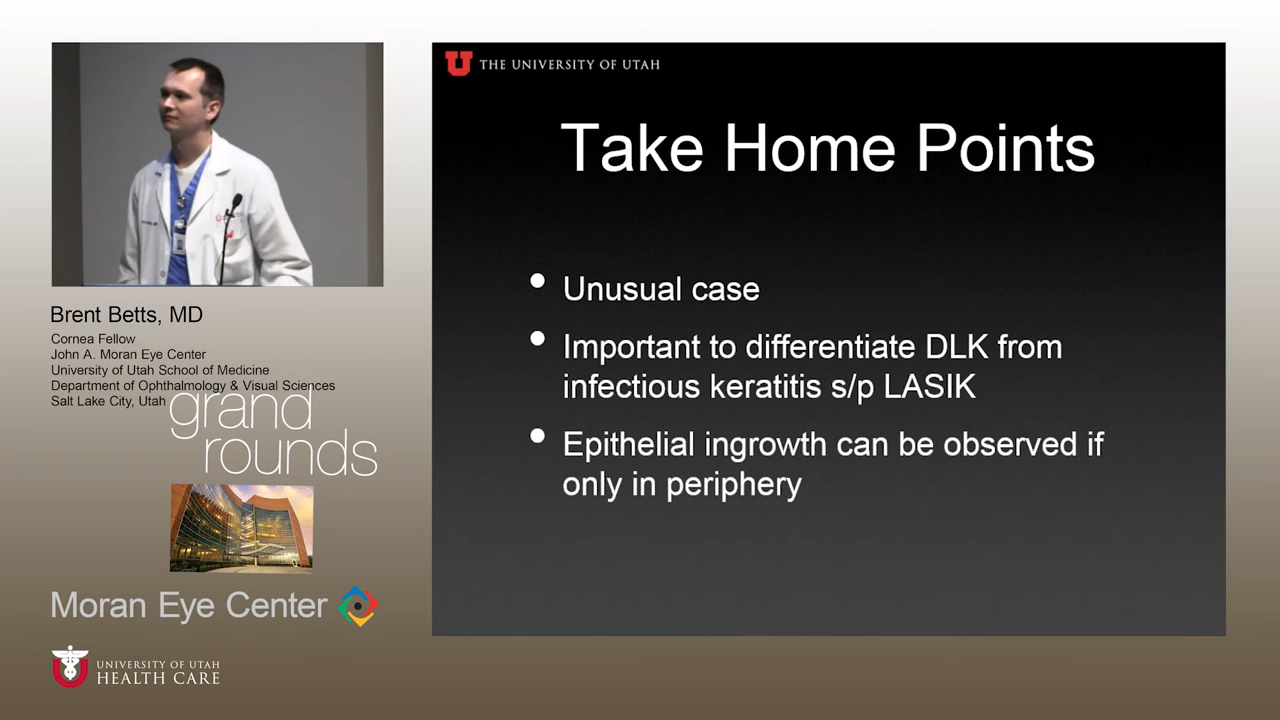 THE UNIVERSITY OF UTAH
Take Home Points
• Unusual case
• Important to differentiate DLK from
infectious keratitis s/p LASIK
• Epithelial ingrowth can be observed if
only in periphery
Brent Betts, MD
Cornea Fellow
John A. Moran Eye Center
University of Utah School of Medicine
Department of Ophthalmology & Visual Sciences
Salt Lake City, Utah
grand
rounds
Moran Eye Center
UNIVERSITY OF UTAH
HEALTH CARE